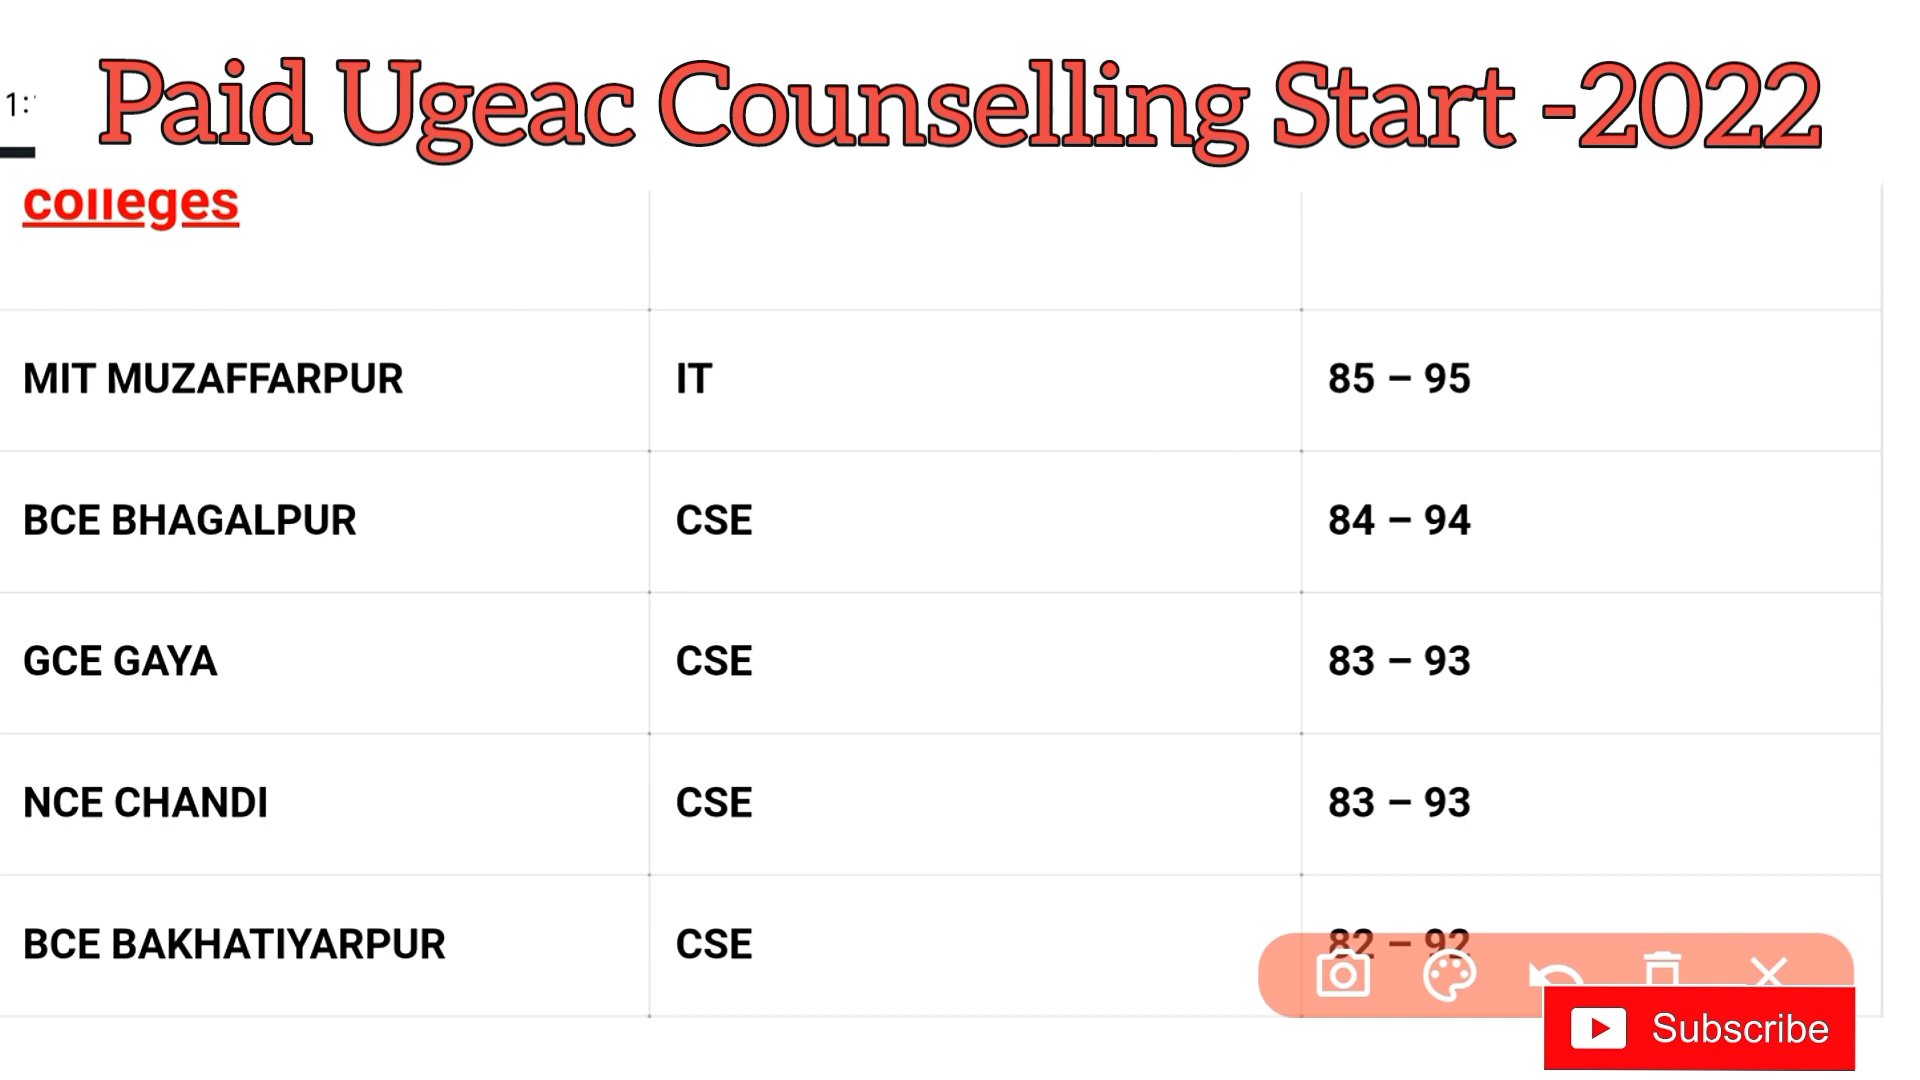 Paid Ugeac Counselling Start -2022
1:
colleges
MIT MUZAFFARPUR IT 85 – 95
BCE BHAGALPUR CSE 84 – 94
GCE GAYA CSE 83 – 93
NCE CHANDI CSE 83 – 93
BCE BAKHATIYARPUR CSE 82 – 92
Subscribe